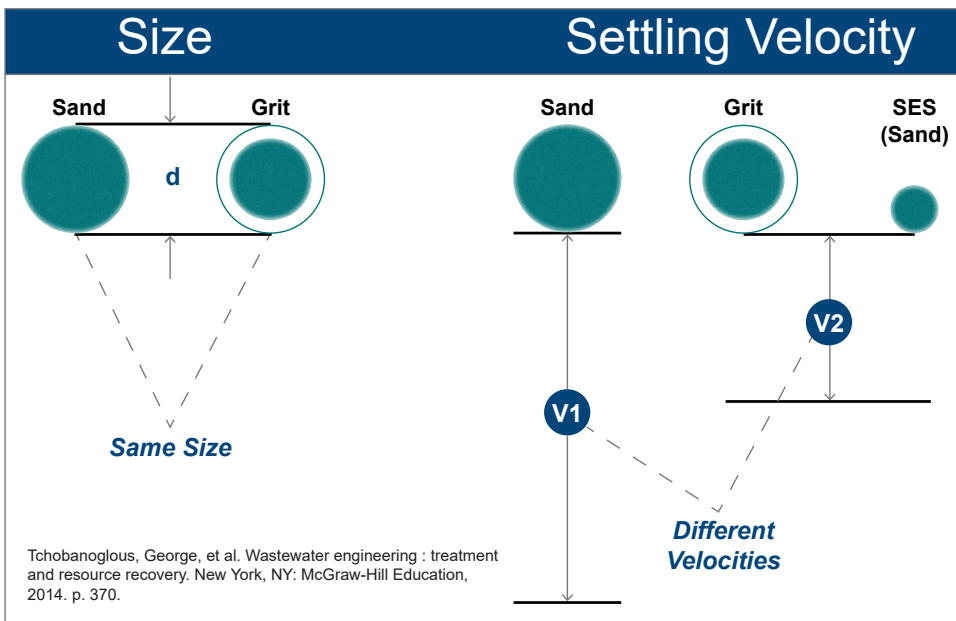 Size
Settling Velocity
Sand
Grit
d
Same Size
Sand
Grit
SES
(Sand)
V1
V2
Different
Velocities
Tchobanoglous, George, et al. Wastewater engineering : treatment
and resource recovery. New York, NY: McGraw-Hill Education,
2014. p. 370.